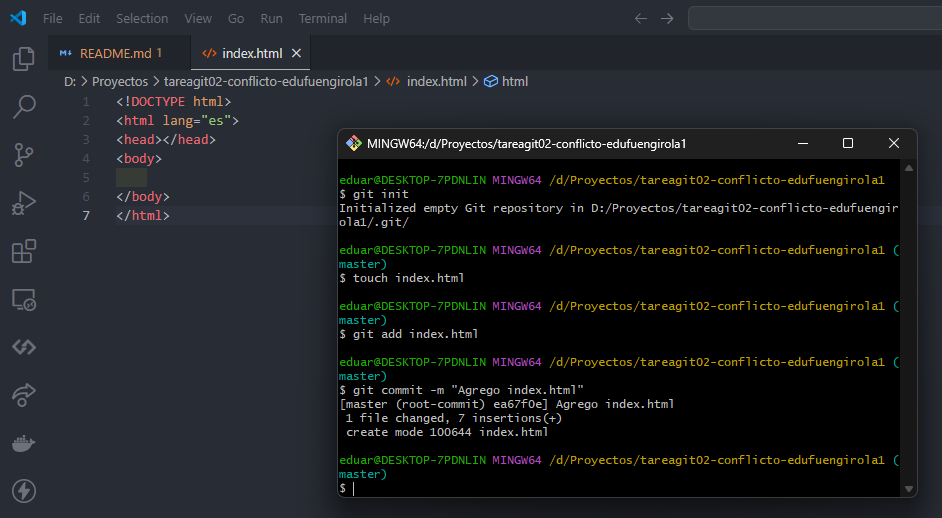 File Edit Selection View Go Run Terminal Help
README.md 1 index.html
D: > Proyectos > tareagit02-conflicto-edufuengirola1 > index.html > html
1 <!DOCTYPE html>
2 <html lang="es">
3 <head></head>
4 <body>
5
6 </body>
7 </html>
MINGW64:/d/Proyectos/tareagit02-conflicto-edufuengirola1
eduar@DESKTOP-7PDNLIN MINGW64 /d/Proyectos/tareagit02-conflicto-edufuengirola1
$ git init
Initialized empty Git repository in D:/Proyectos/tareagit02-conflicto-edufuengir
ola1/.git/
eduar@DESKTOP-7PDNLIN MINGW64 /d/Proyectos/tareagit02-conflicto-edufuengirola1 (
master)
$ touch index.html
eduar@DESKTOP-7PDNLIN MINGW64 /d/Proyectos/tareagit02-conflicto-edufuengirola1 (
master)
$ git add index.html
eduar@DESKTOP-7PDNLIN MINGW64 /d/Proyectos/tareagit02-conflicto-edufuengirola1 (
master)
$ git commit -m "Agrego index.html"
[master (root-commit) ea67f0e] Agrego index.html
1 file changed, 7 insertions(+)
create mode 100644 index.html
eduar@DESKTOP-7PDNLIN MINGW64 /d/Proyectos/tareagit02-conflicto-edufuengirola1 (
master)
$